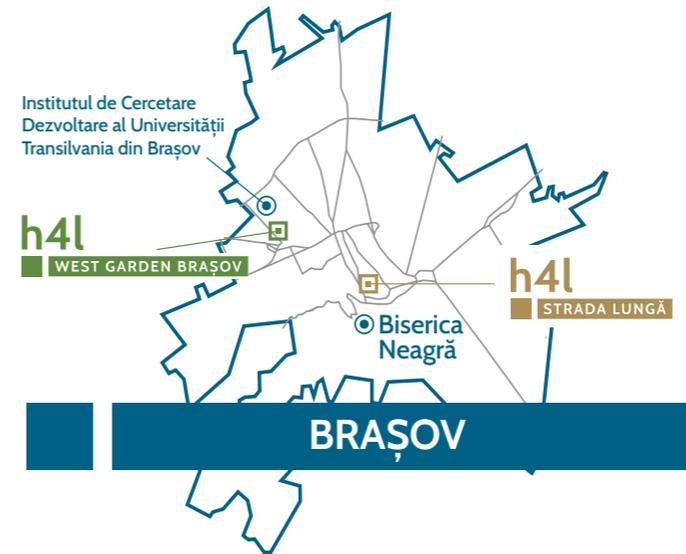 Institutul de Cercetare
Dezvoltare al Universității
Transilvania din Brașov
h4l
WEST GARDEN BRAȘOV
h4l
STRADA LUNGĂ
Biserica
Neagră
BRAȘOV